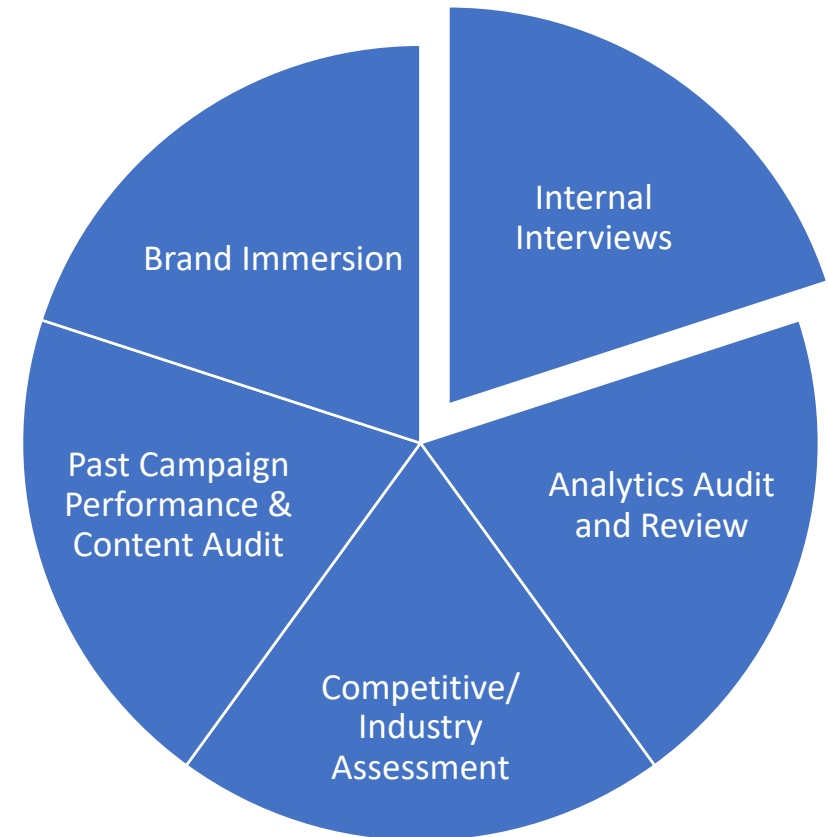 Internal
Interviews
Brand Immersion
Past Campaign
Performance &
Content Audit
Analytics Audit
and Review
Competitive/
Industry
Assessment